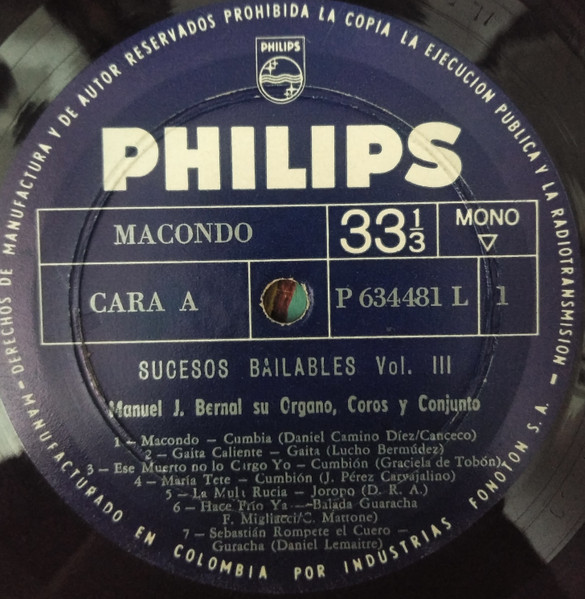 DERECHOS DE MANUFACTURA Y DE AUTOR RESERVADOS PROHIBIDA LA COPIA LA EJECUCION PUBLICA Y LA RADIOTRANSMISION
PHILIPS
PHILIPS
MACONDO
33 1/3
MONO
CARA A
P 634481 L
1
SUCESOS BAILABLES Vol. III
Manuel J. Bernal su Organo, Coros y Conjunto
1 — Macondo — Cumbia (Daniel Camino Díez/Canceco)
2 — Gaita Caliente — Gaita (Lucho Bermúdez)
3 — Ese Muerto no lo Cargo Yo — Cumbión (Graciela de Tobón)
4 — María Tete — Cumbión (J. Pérez Carvajalino)
5 — La Mula Rucia — Joropo (D. R. A.)
6 — Hace Frío Ya — Balada Guaracha
F. Migliacci/C. Mattone)
7 — Sebastián Rompete el Cuero —
Guracha (Daniel Lemaitre)
MANUFACTURADO EN COLOMBIA POR INDUSTRIAS FONOTON S. A.